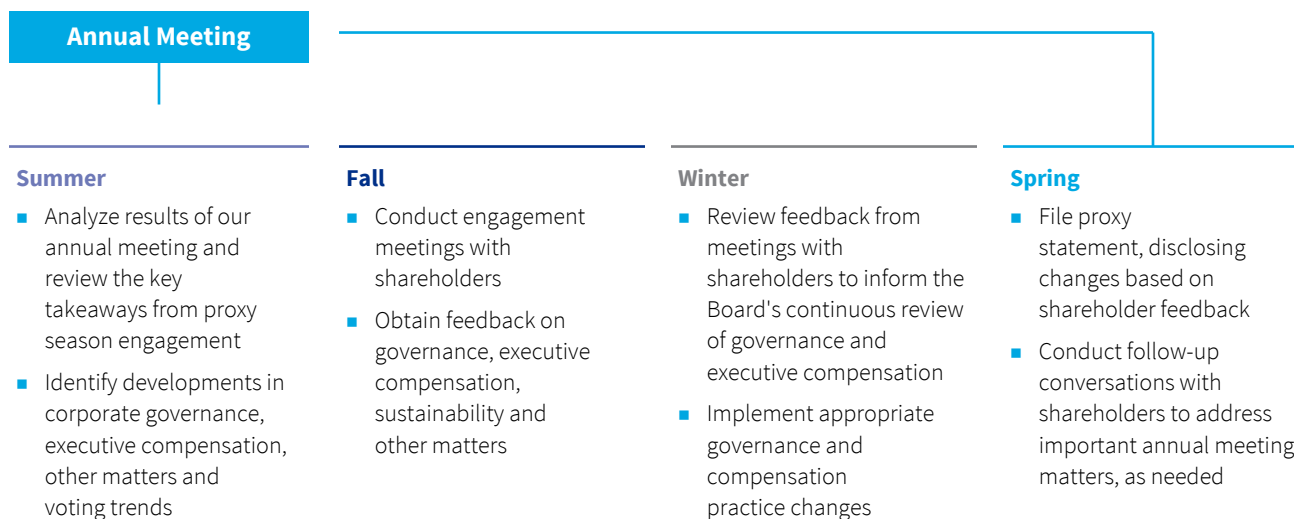 Annual Meeting
Summer
Analyze results of our
annual meeting and
review the key
takeaways from proxy
season engagement
Identify developments in
corporate governance,
executive compensation,
other matters and
voting trends
Fall
Conduct engagement
meetings with
shareholders
Obtain feedback on
governance, executive
compensation,
sustainability and
other matters
Winter
Review feedback from
meetings with
shareholders to inform the
Board's continuous review
of governance and
executive compensation
Implement appropriate
governance and
compensation
practice changes
Spring
File proxy
statement, disclosing
changes based on
shareholder feedback
Conduct follow-up
conversations with
shareholders to address
important annual meeting
matters, as needed